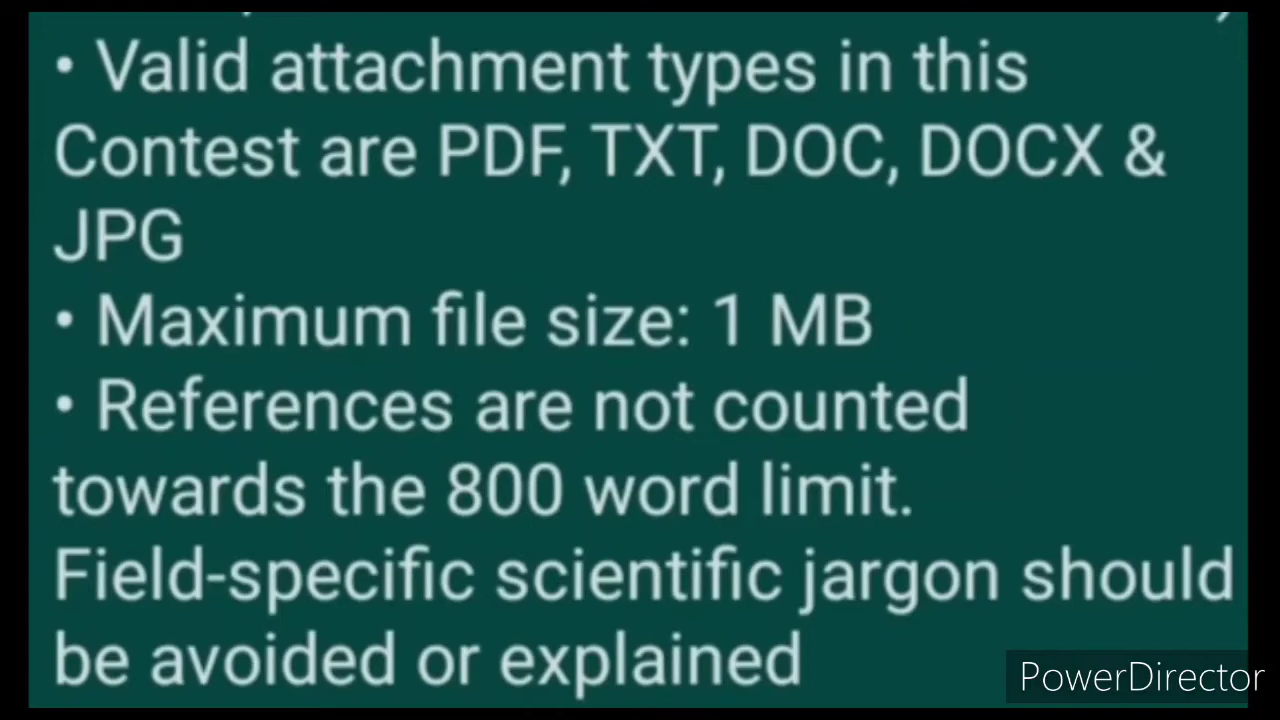 • Valid attachment types in this
Contest are PDF, TXT, DOC, DOCX &
JPG
• Maximum file size: 1 MB
• References are not counted
towards the 800 word limit.
Field-specific scientific jargon should
be avoided or explained
PowerDirector